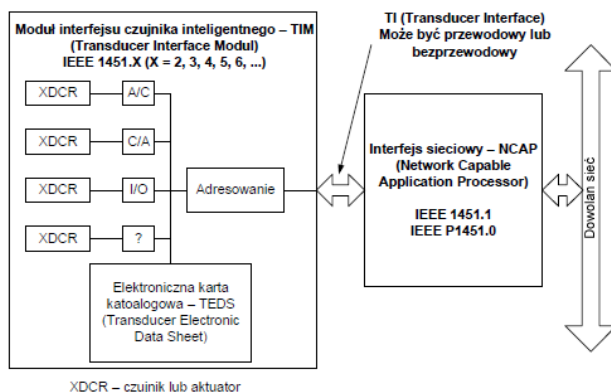 Moduł interfejsu czujnika inteligentnego – TIM
(Transducer Interface Modul)
IEEE 1451.X (X = 2, 3, 4, 5, 6, ...)
XDCR
A/C
XDCR
C/A
XDCR
I/O
XDCR
?
Adresowanie
Elektroniczna karta
katoalogowa – TEDS
(Transducer Electronic
Data Sheet)
XDCR – czujnik lub aktuator
TI (Transducer Interface)
Może być przewodowy lub
bezprzewodowy
Interfejs sieciowy – NCAP
(Network Capable
Application Processor)
IEEE 1451.1
IEEE P1451.0
Dowolan sieć